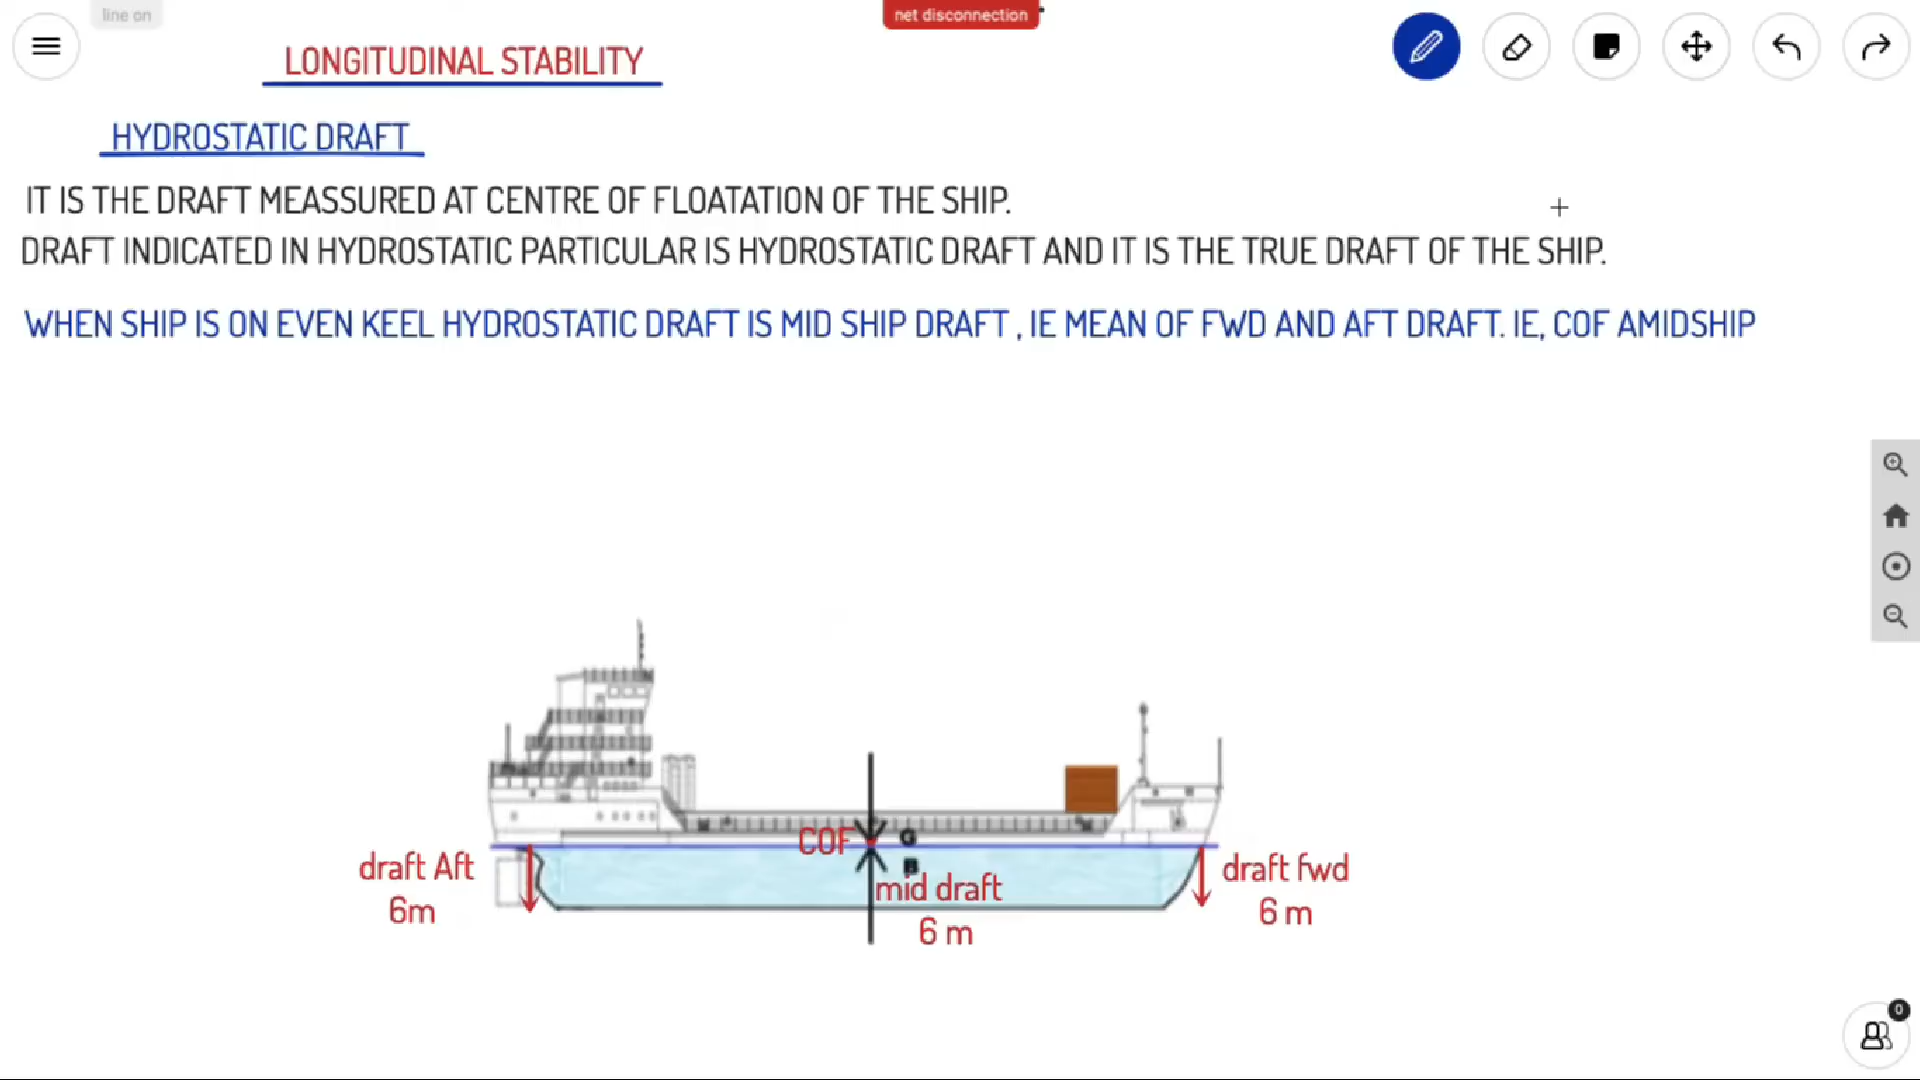 line on
net disconnection
LONGITUDINAL STABILITY
HYDROSTATIC DRAFT
IT IS THE DRAFT MEASSURED AT CENTRE OF FLOATATION OF THE SHIP.
DRAFT INDICATED IN HYDROSTATIC PARTICULAR IS HYDROSTATIC DRAFT AND IT IS THE TRUE DRAFT OF THE SHIP.
WHEN SHIP IS ON EVEN KEEL HYDROSTATIC DRAFT IS MID SHIP DRAFT , IE MEAN OF FWD AND AFT DRAFT. IE, COF AMIDSHIP
COF
G
B
draft Aft
6m
mid draft
6 m
draft fwd
6 m
0